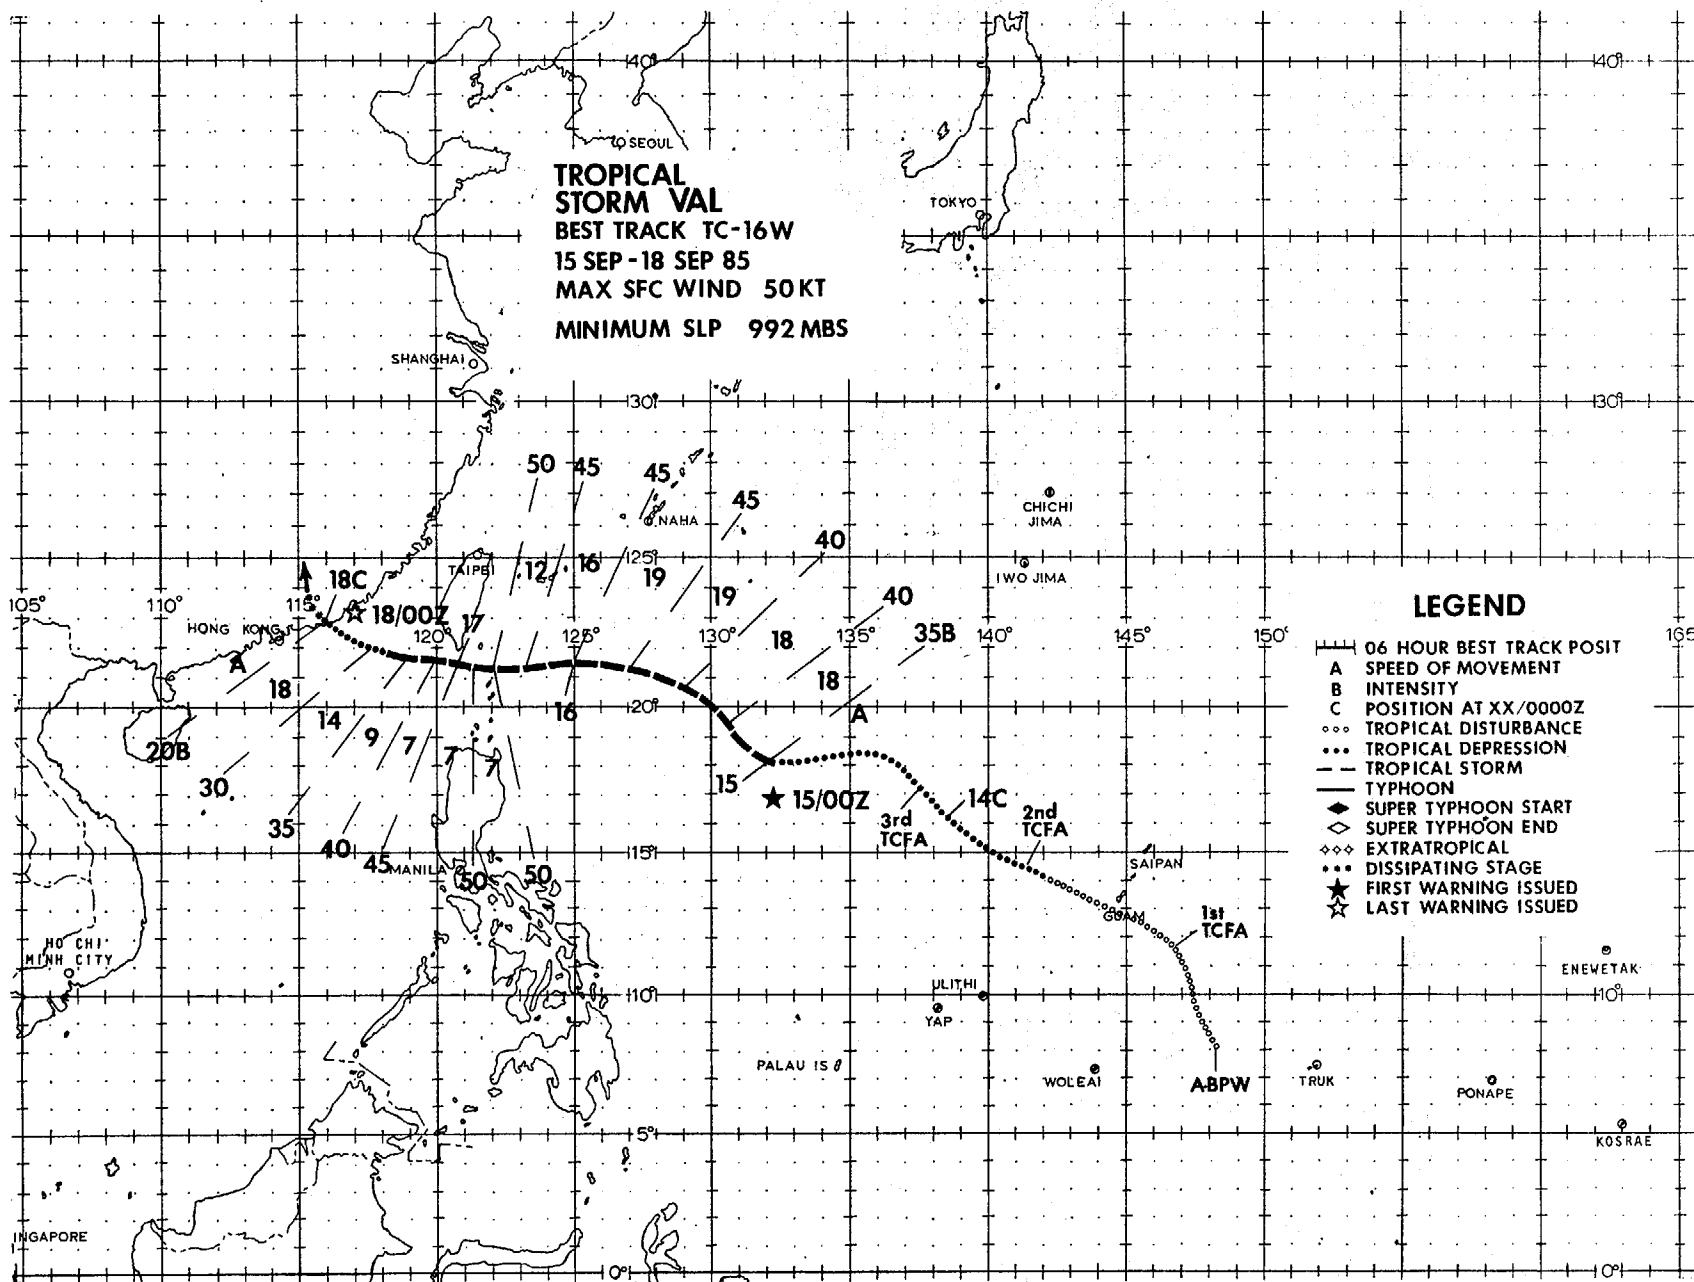 40°
40°
SEOUL
TROPICAL
STORM VAL
BEST TRACK TC-16W
15 SEP-18 SEP 85
MAX SFC WIND 50KT
MINIMUM SLP 992 MBS
TOKYO
SHANGHAI
30°
30°
50
45
45
45
NAHA
CHICHI
JIMA
40
25°
TAIPEI
12
16
19
IWO JIMA
18C
19
40
105°
110°
115°
18/00Z
17
HONG KONG
120°
125°
130°
18
135°
35B
140°
145°
150°
165
A
18
18
14
16
20°
A
9
7
7
7
20B
30
15
15/00Z
14C
35
3rd
TCFA
2nd
TCFA
40
45
MANILA
50
50
15°
SAIPAN
GUAM
1st
TCFA
LEGEND
06 HOUR BEST TRACK POSIT
A SPEED OF MOVEMENT
B INTENSITY
C POSITION AT XX/0000Z
TROPICAL DISTURBANCE
TROPICAL DEPRESSION
TROPICAL STORM
TYPHOON
SUPER TYPHOON START
SUPER TYPHOON END
EXTRATROPICAL
DISSIPATING STAGE
FIRST WARNING ISSUED
LAST WARNING ISSUED
HO CHI
MINH CITY
ENEWETAK
10°
10°
ULITHI
YAP
PALAU IS
WOLEAI
ABPW
TRUK
PONAPE
5°
KOSRAE
INGAPORE
0°
0°